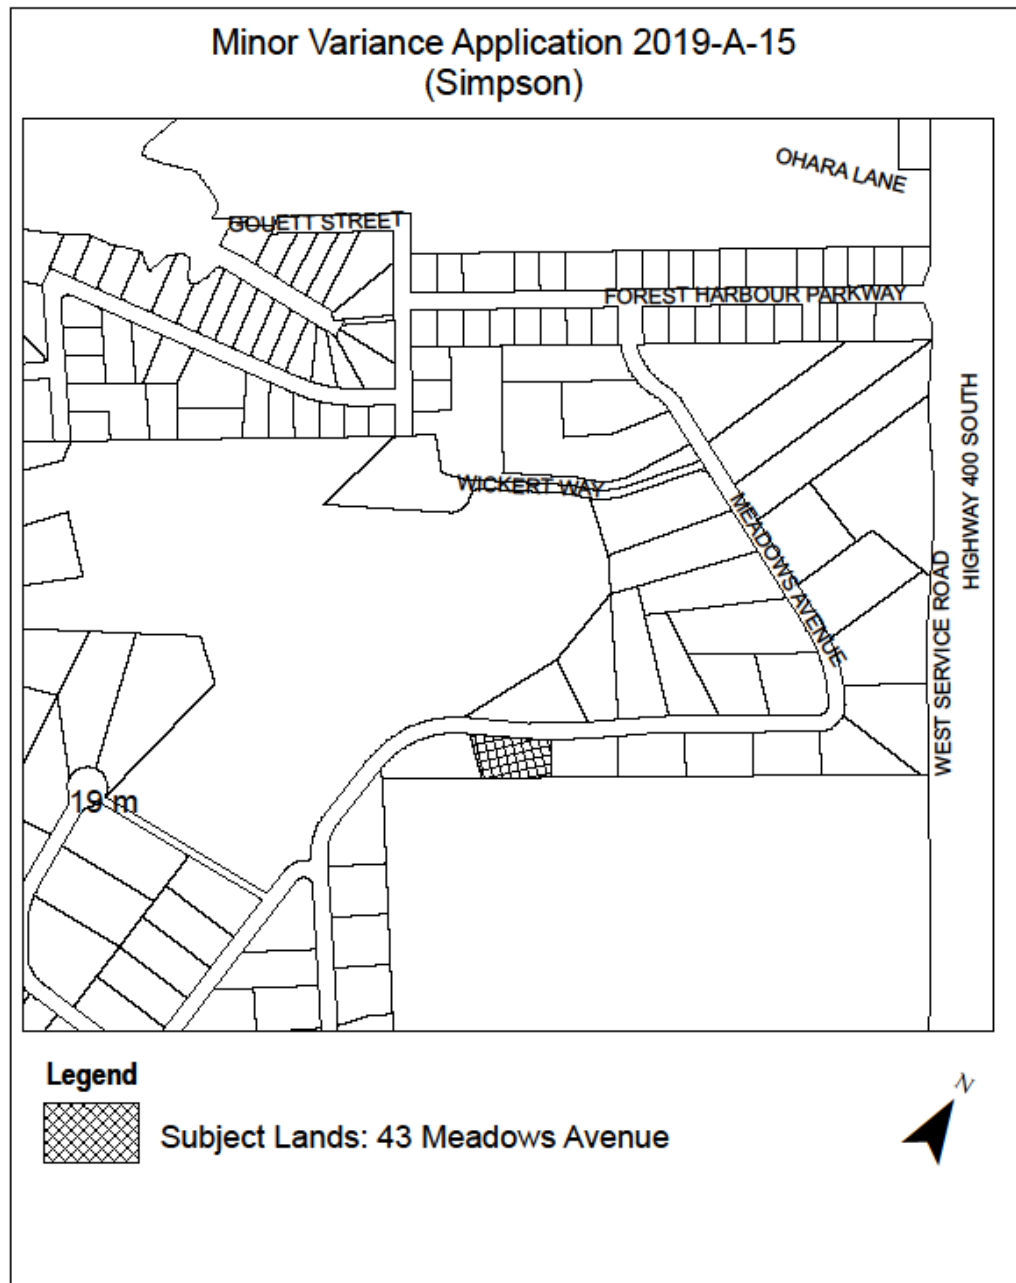 Minor Variance Application 2019-A-15
(Simpson)
OHARA LANE
GOUETT STREET
FOREST HARBOUR PARKWAY
HIGHWAY 400 SOUTH
WICKERT WAY
MEADOWS AVENUE
WEST SERVICE ROAD
19 m
Legend
N
Subject Lands: 43 Meadows Avenue